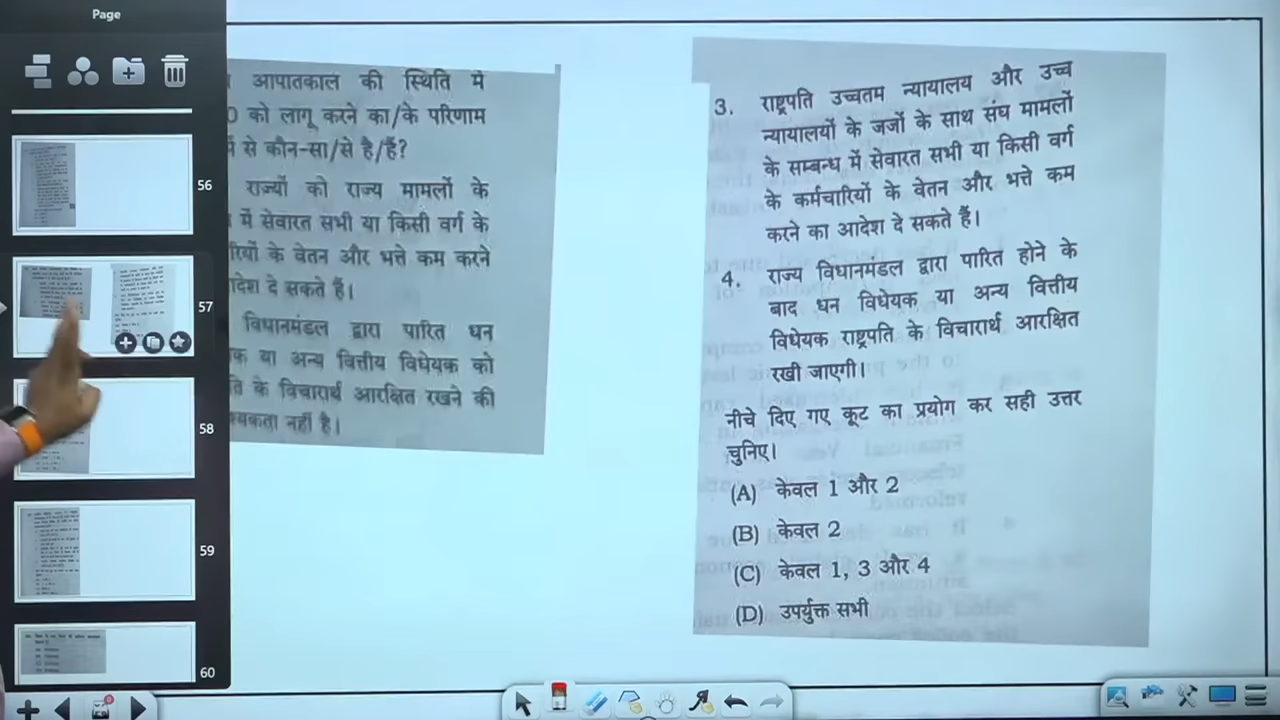 Page
56
57
58
59
60
आपातकाल की स्थिति में
0 को लागू करने का/के परिणाम
में से कौन-सा/से है/हैं?
राज्यों को राज्य मामलों के
में सेवारत सभी या किसी वर्ग के
रियों के वेतन और भत्ते कम करने
देश दे सकते हैं।
विधानमंडल द्वारा पारित धन
क या अन्य वित्तीय विधेयक को
ति के विचारार्थ आरक्षित रखने की
श्यकता नहीं है।
3. राष्ट्रपति उच्चतम न्यायालय और उच्च
न्यायालयों के जजों के साथ संघ मामलों
के सम्बन्ध में सेवारत सभी या किसी वर्ग
के कर्मचारियों के वेतन और भत्ते कम
करने का आदेश दे सकते हैं।
4. राज्य विधानमंडल द्वारा पारित होने के
बाद धन विधेयक या अन्य वित्तीय
विधेयक राष्ट्रपति के विचारार्थ आरक्षित
रखी जाएगी।
नीचे दिए गए कूट का प्रयोग कर सही उत्तर
चुनिए।
(A) केवल 1 और 2
(B) केवल 2
(C) केवल 1, 3 और 4
(D) उपर्युक्त सभी